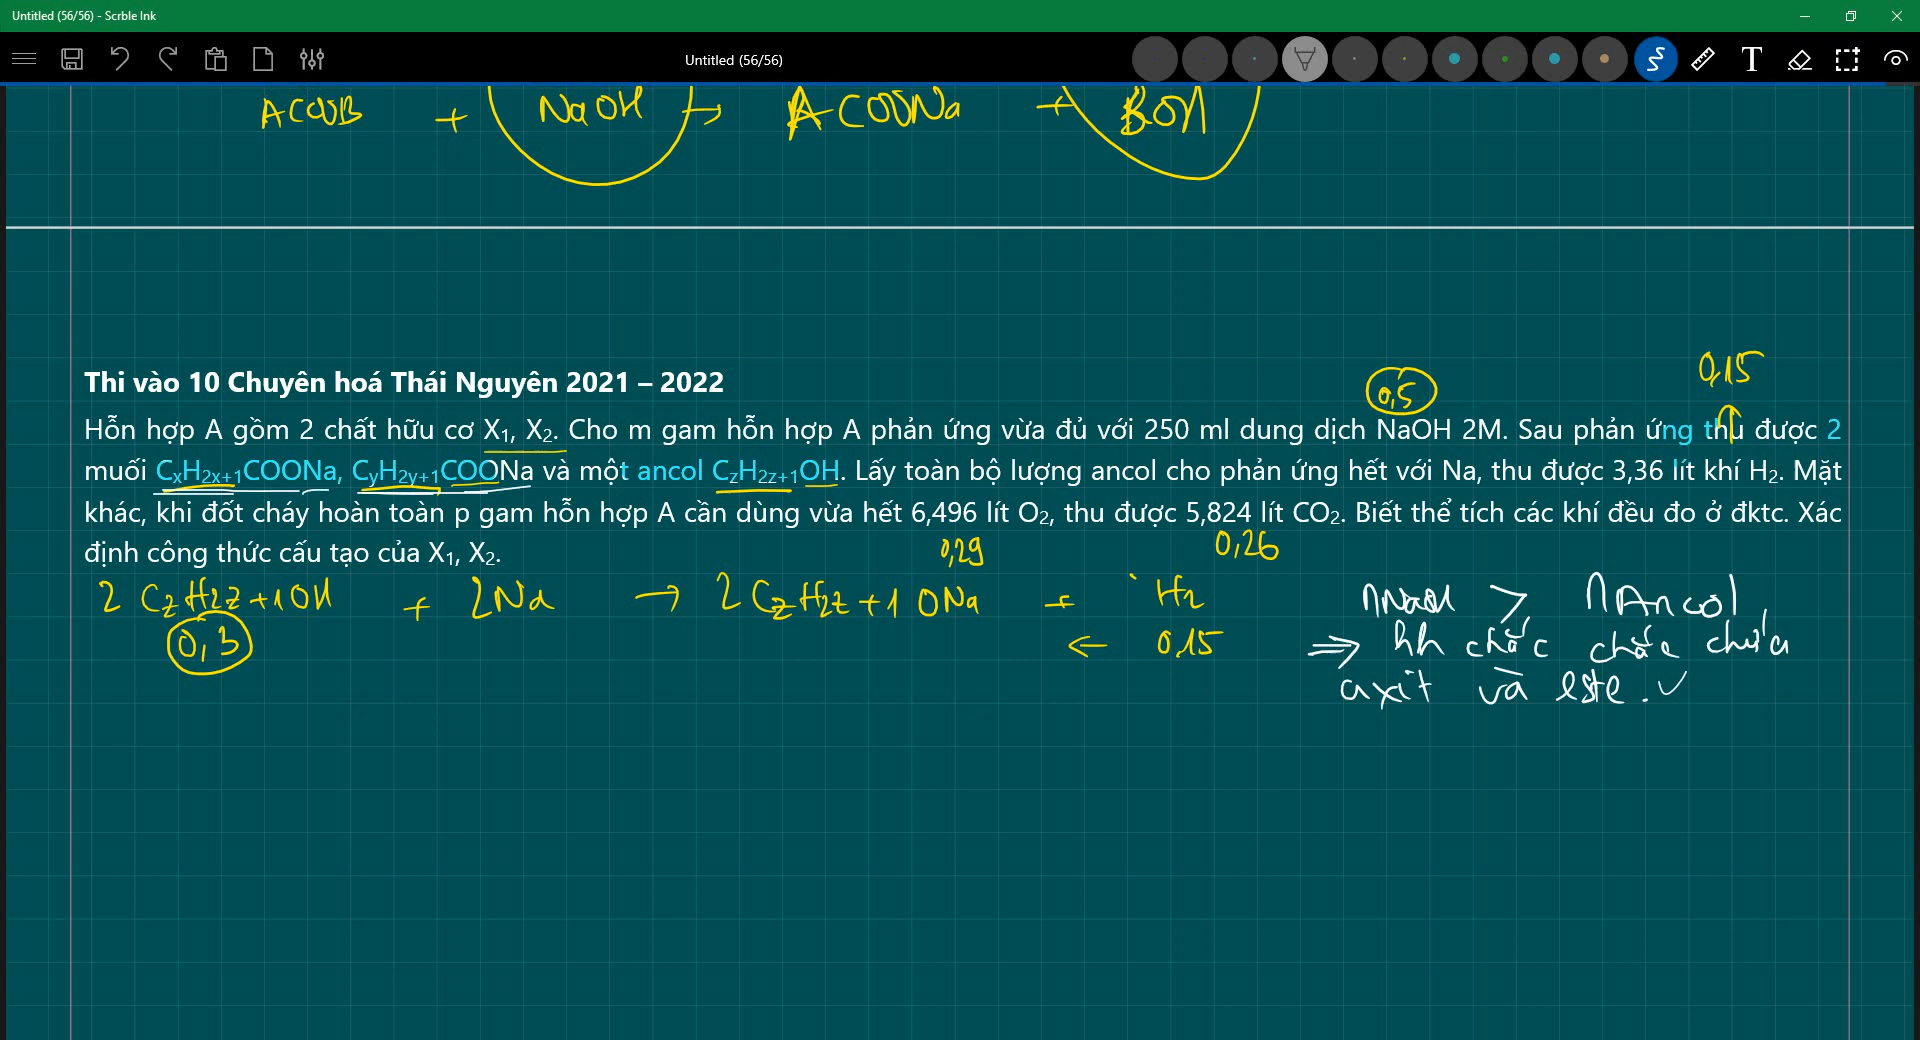 Untitled (56/56) - Scrble Ink
Untitled (56/56)
T
ACOOB + NaOH → ACOONa + BOH
0,15
Thi vào 10 Chuyên hoá Thái Nguyên 2021 – 2022
0,5
Hỗn hợp A gồm 2 chất hữu cơ X₁, X₂. Cho m gam hỗn hợp A phản ứng vừa đủ với 250 ml dung dịch NaOH 2M. Sau phản ứng thu được 2
muối CₓH₂ₓ₊₁COONa, CyH2y+1COONa và một ancol CzH2z+1OH. Lấy toàn bộ lượng ancol cho phản ứng hết với Na, thu được 3,36 lít khí H₂. Mặt
khác, khi đốt cháy hoàn toàn p gam hỗn hợp A cần dùng vừa hết 6,496 lít O₂, thu được 5,824 lít CO₂. Biết thể tích các khí đều đo ở đktc. Xác
định công thức cấu tạo của X₁, X₂.
0,29 0,26
2 CzH2z+1OH + 2Na → 2 CzH2z+1ONa + H₂
0,3 ← 0,15
nNaOH > nAncol
⇒ hh chắc chắc chứa
axit và este. ✓